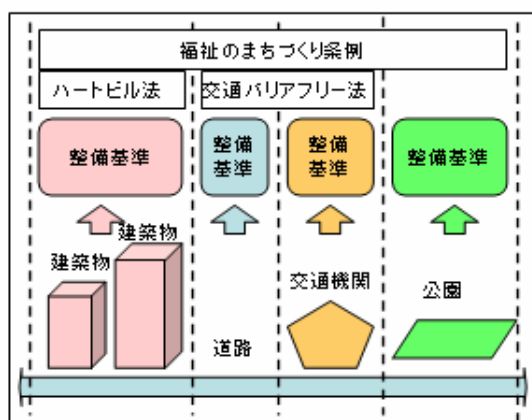 福祉のまちづくり条例
ハートビル法
交通バリアフリー法
整備基準
整備
基準
整備
基準
整備基準
建築物
建築物
道路
交通機関
公園